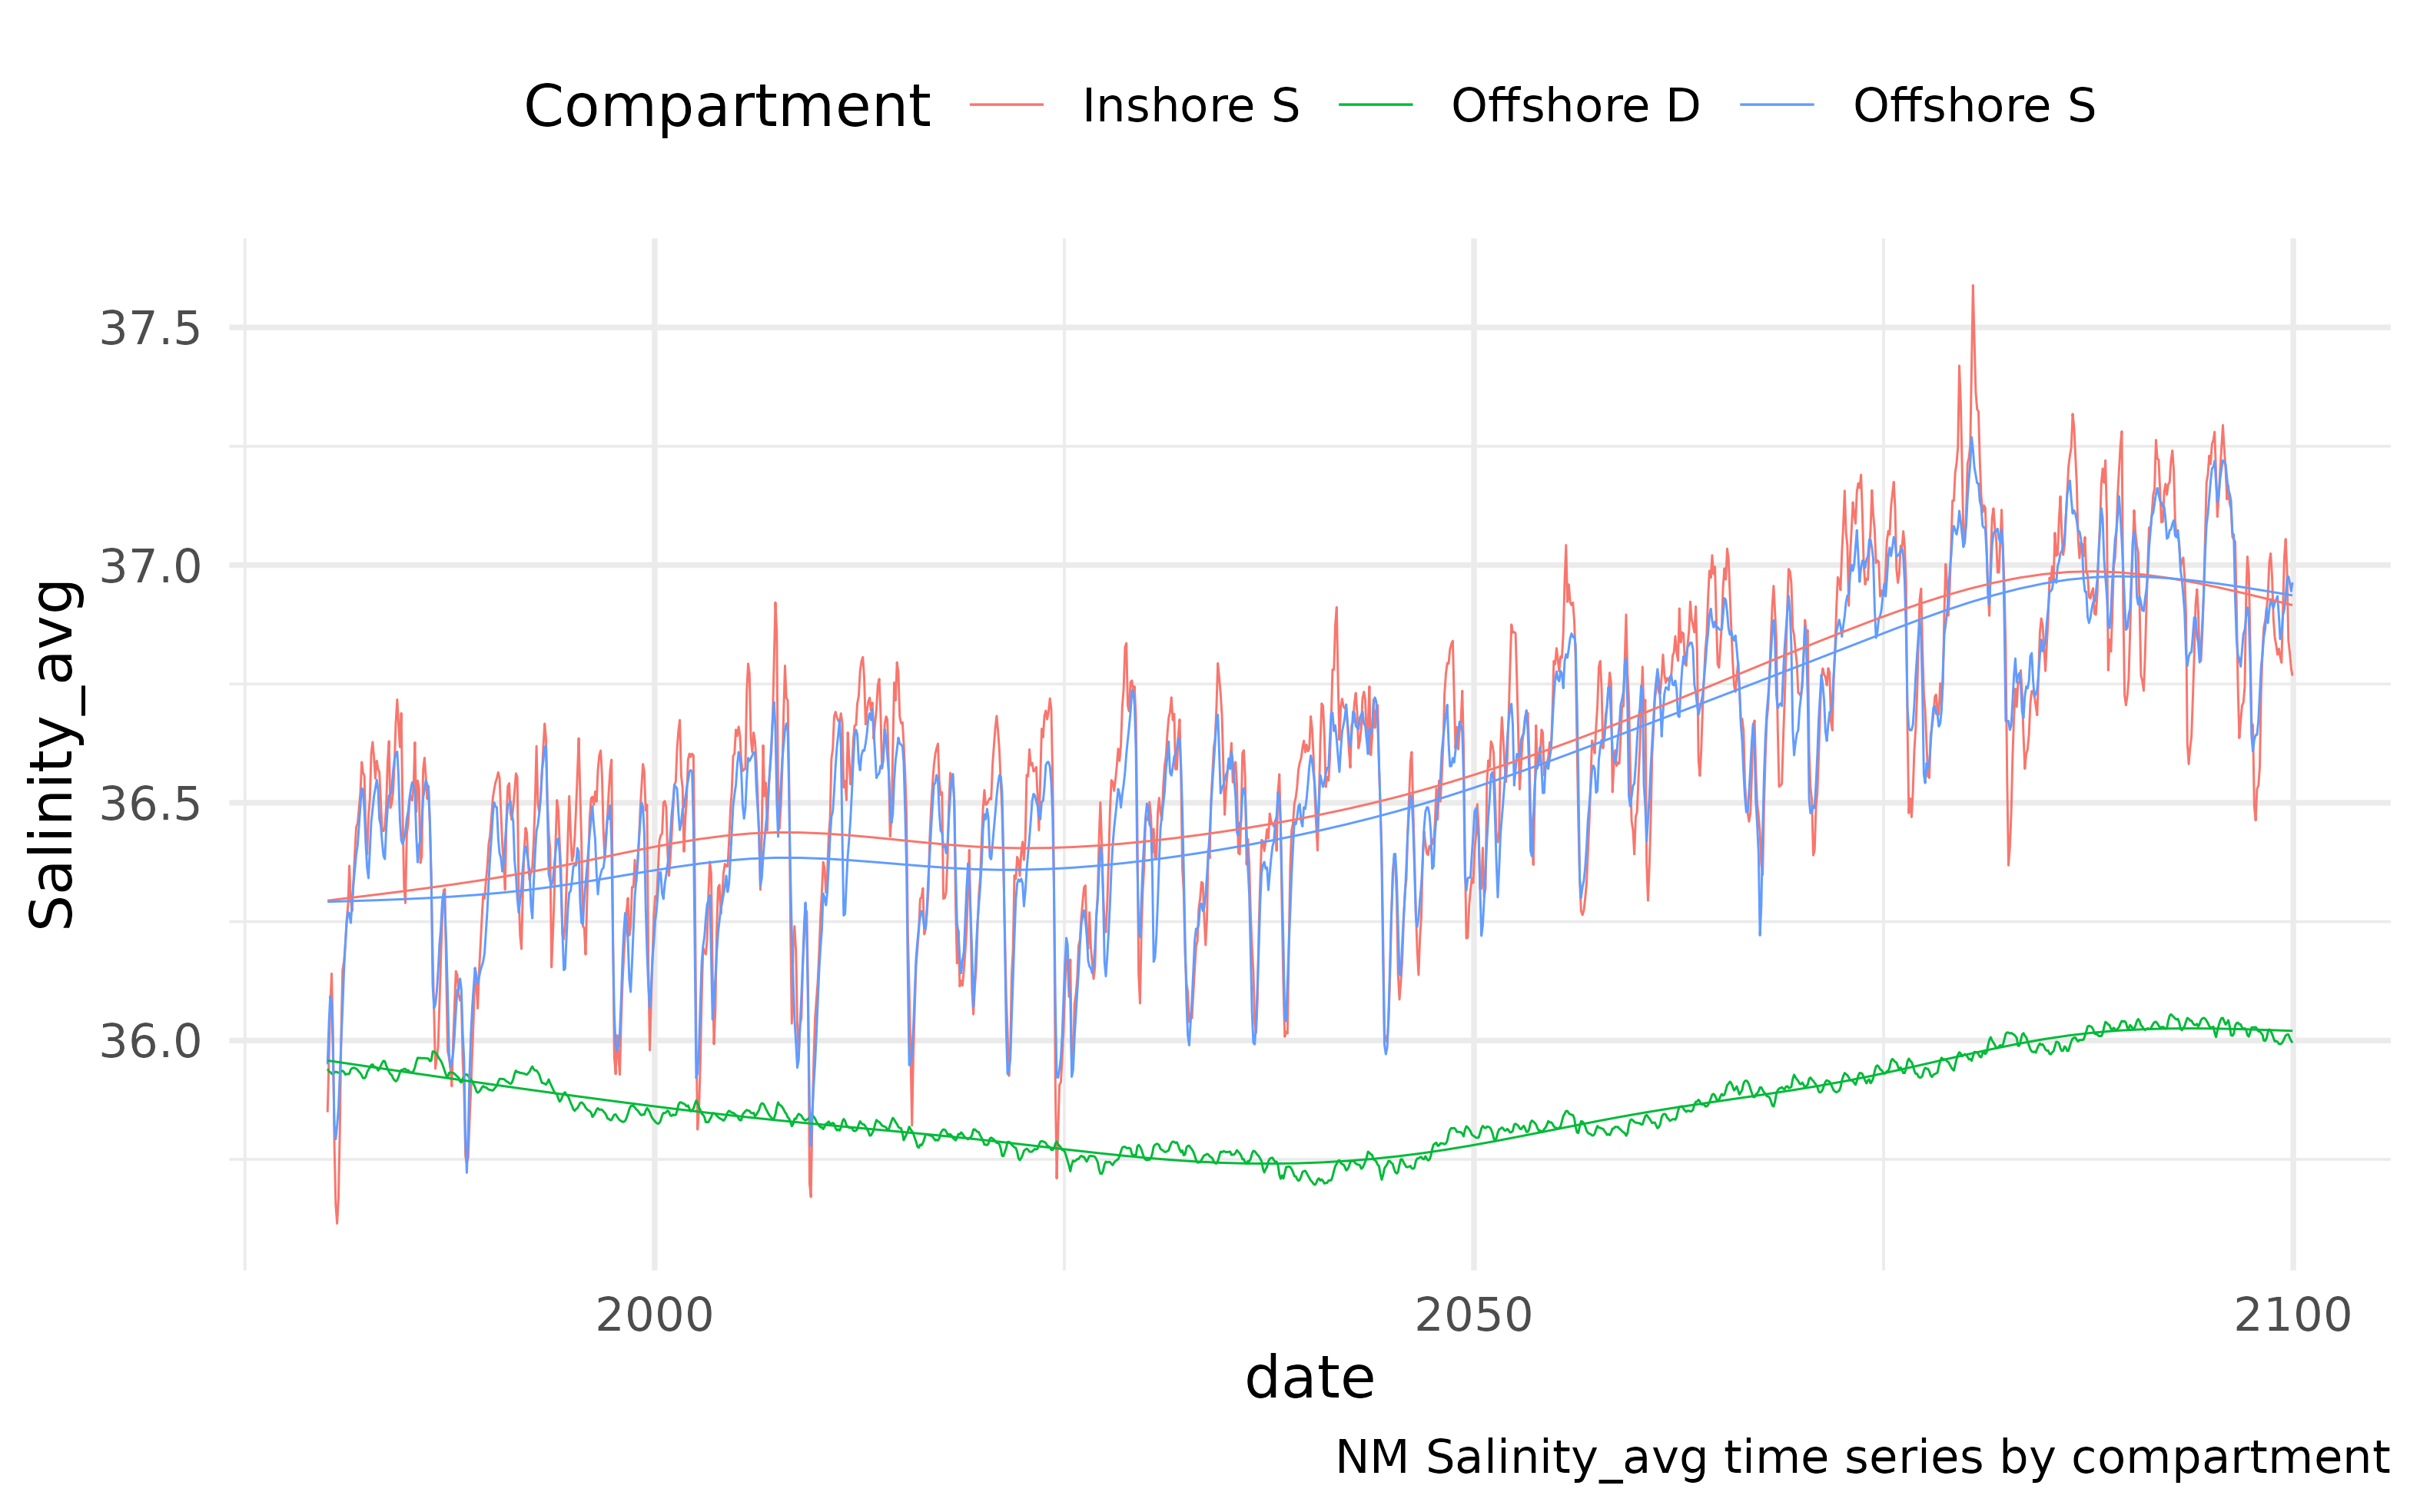 Compartment Inshore S Offshore D Offshore S
Salinity_avg
37.5
37.0
36.5
36.0
2000 2050 2100
date
NM Salinity_avg time series by compartment